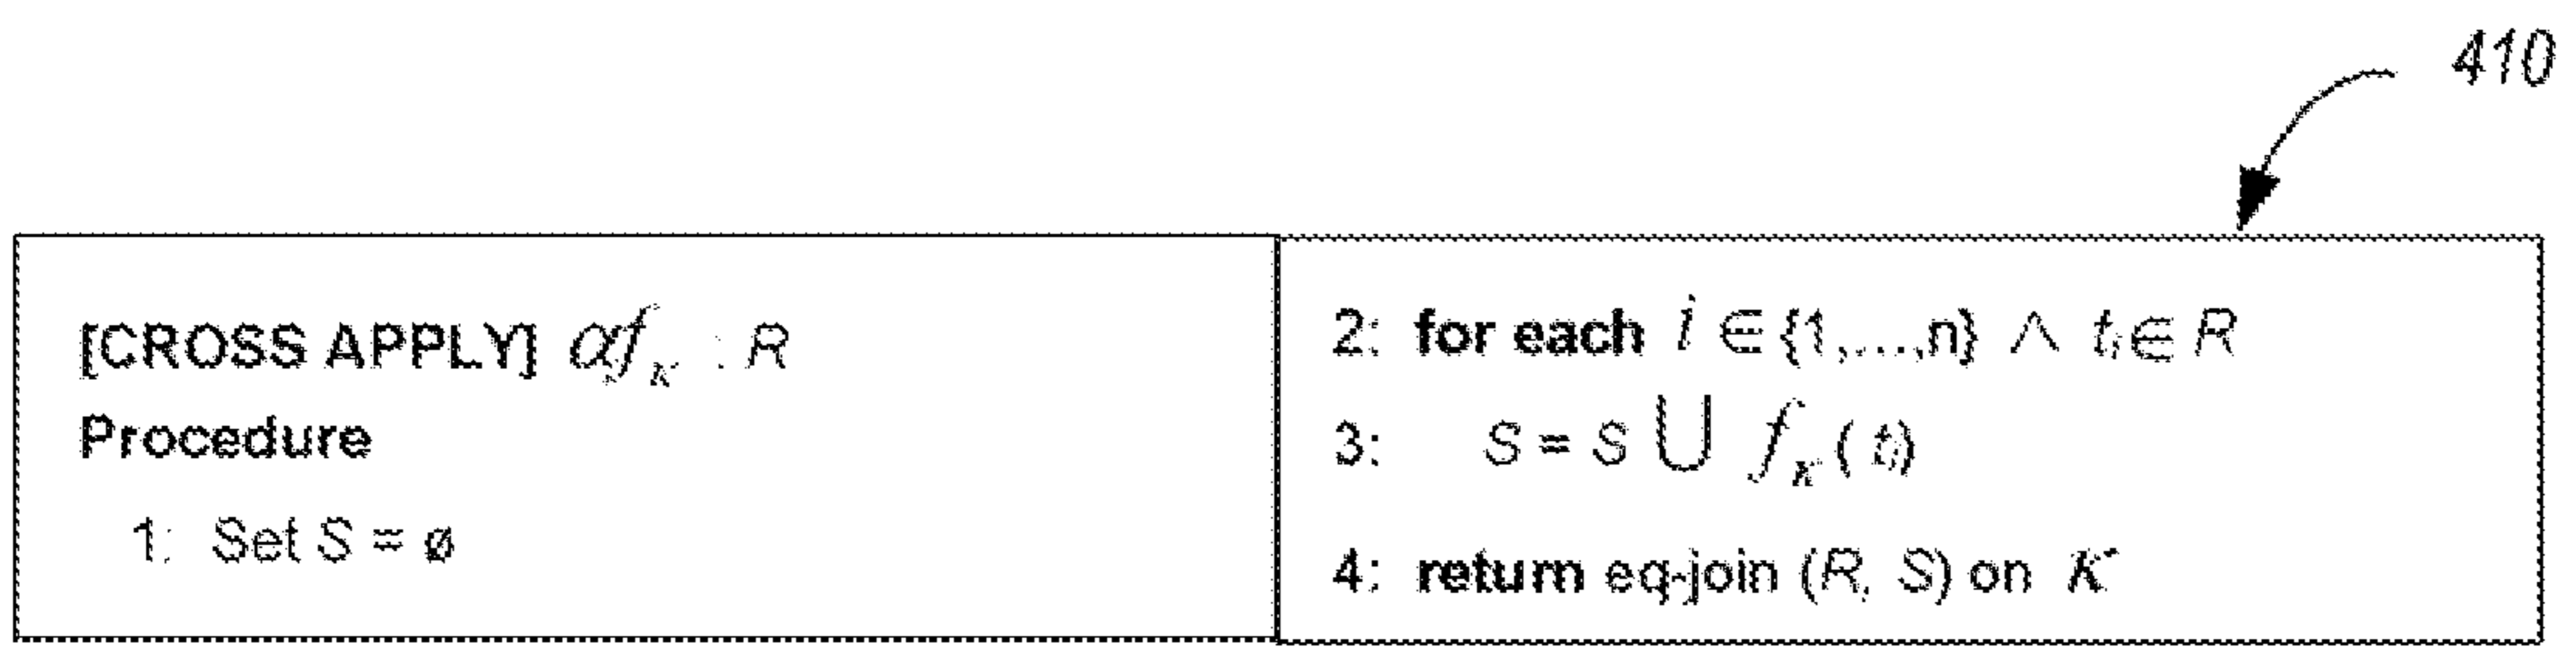 410
[CROSS APPLY] αf_K : R
Procedure
1: Set S = ø
2: for each i ∈ {1,...,n} ∧ t_i ∈ R
3: S = S ⋃ f_K ( t_i)
4: return eq-join (R, S) on K